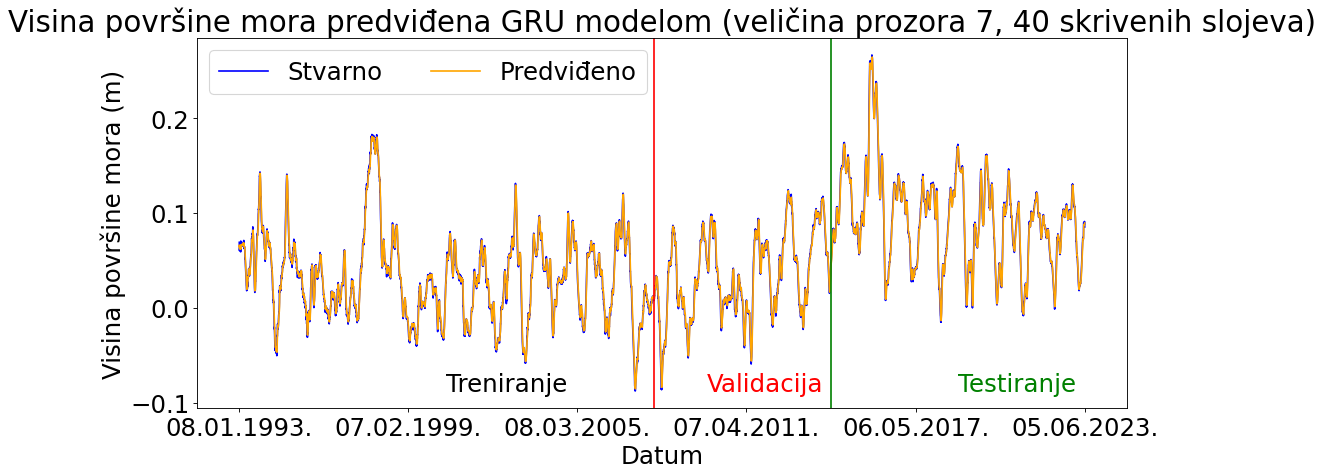 Visina površine mora predviđena GRU modelom (veličina prozora 7, 40 skrivenih slojeva)
Stvarno Predviđeno
Visina površine mora (m)
0.2
0.1
0.0
−0.1
Treniranje Validacija Testiranje
08.01.1993. 07.02.1999. 08.03.2005. 07.04.2011. 06.05.2017. 05.06.2023.
Datum